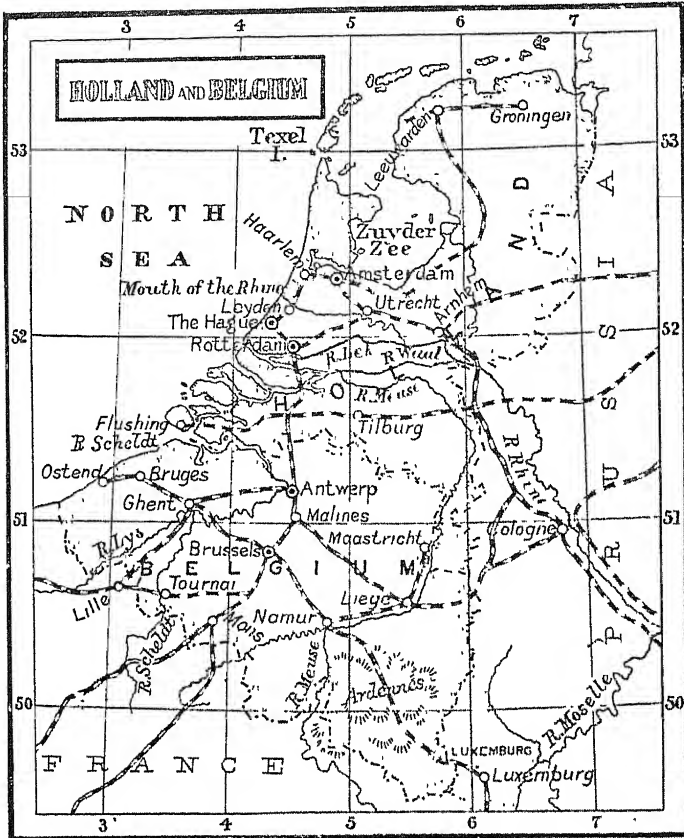 3 4 5 6 7
HOLLAND AND BELGIUM
Texel
I.
Leeuwarden
Groningen
53
53
NORTH
SEA
Zuyder
Zee
Haarlem
Amsterdam
Mouth of the Rhine
Leyden
Utrecht
Arnhem
The Hague
52
52
Rotterdam
R. Lek
R. Waal
R. Meuse
HOLLAND
Flushing
R. Scheldt
Tilburg
R. Rhine
PRUSSIA
Ostend
Bruges
Ghent
Antwerp
51
51
Malines
Cologne
R. Lys
Brussels
Maastricht
BELGIUM
Lille
Tournai
Liege
Mons
Namur
R. Scheldt
R. Meuse
Ardennes
50
50
R. Moselle
LUXEMBURG
Luxemburg
FRANCE
3 4 5 6 7